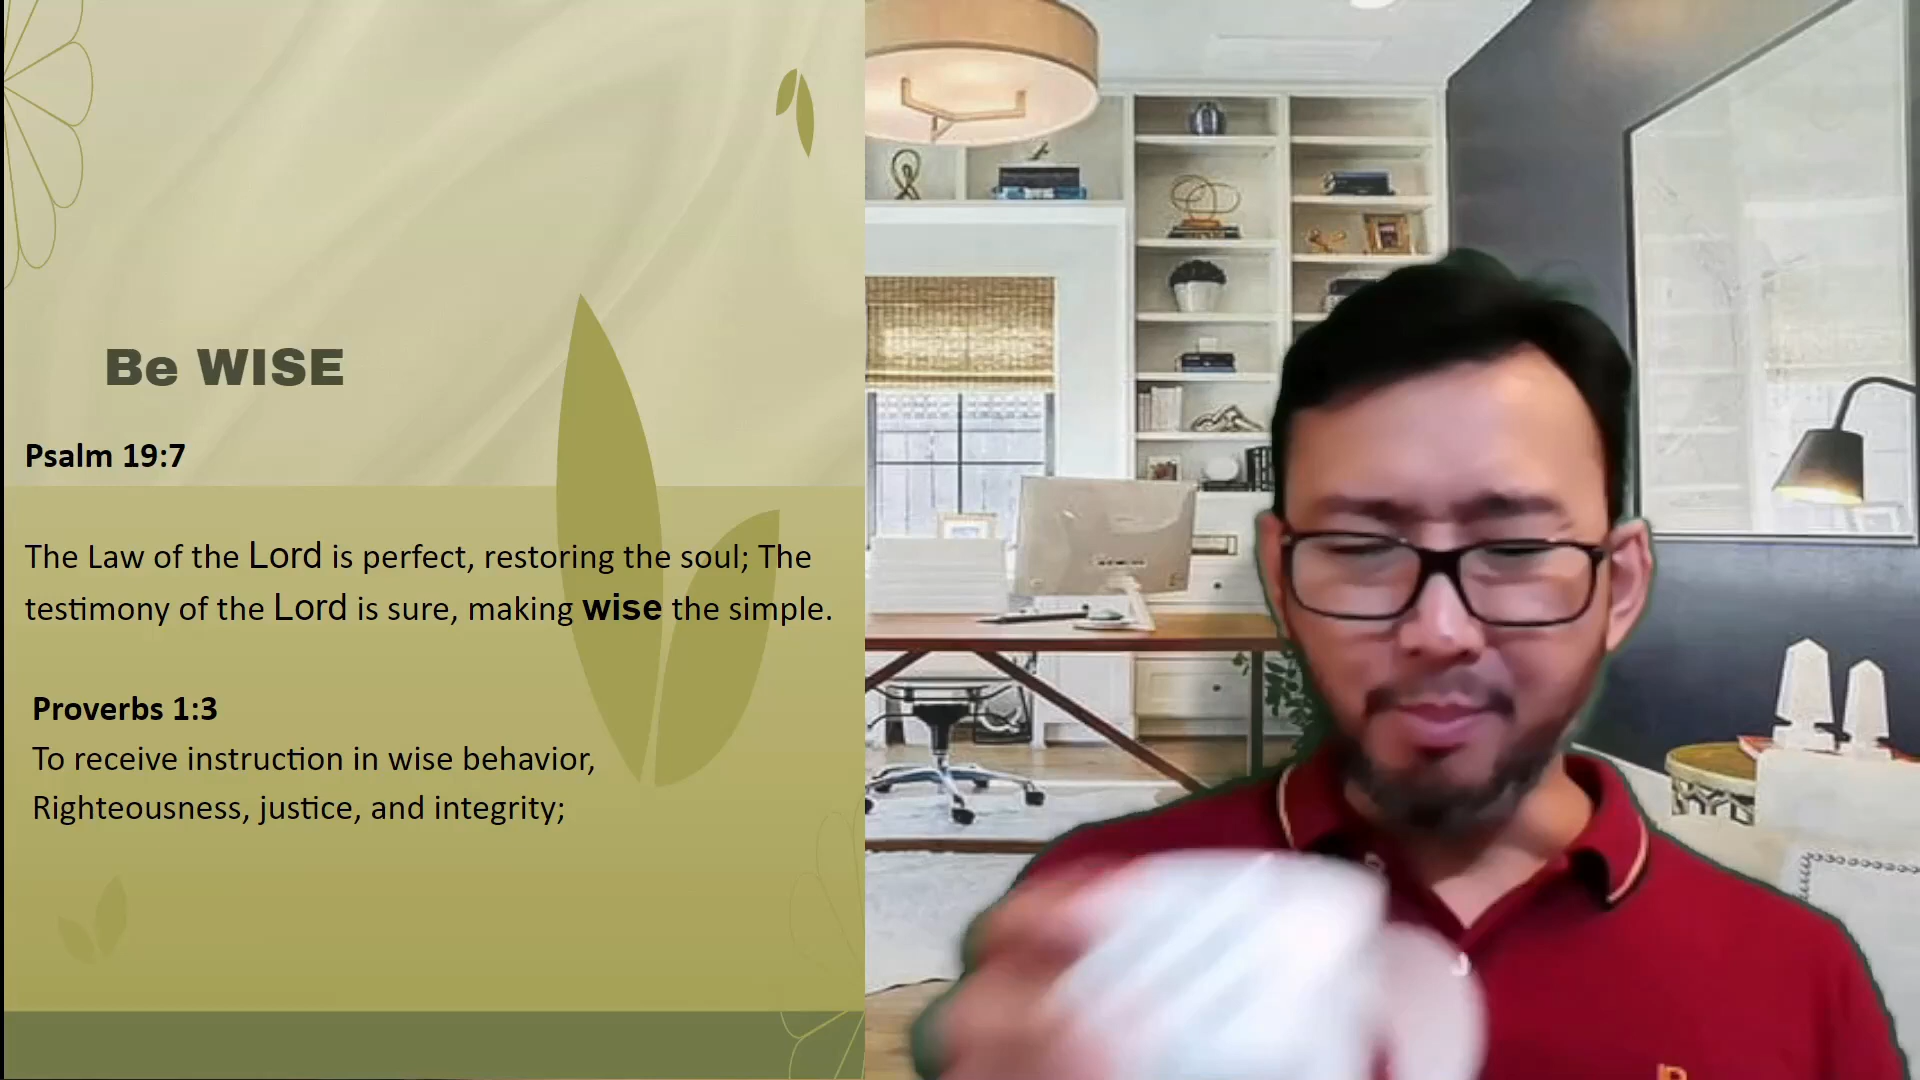 Be WISE
Psalm 19:7
The Law of the Lord is perfect, restoring the soul; The
testimony of the Lord is sure, making wise the simple.
Proverbs 1:3
To receive instruction in wise behavior,
Righteousness, justice, and integrity;